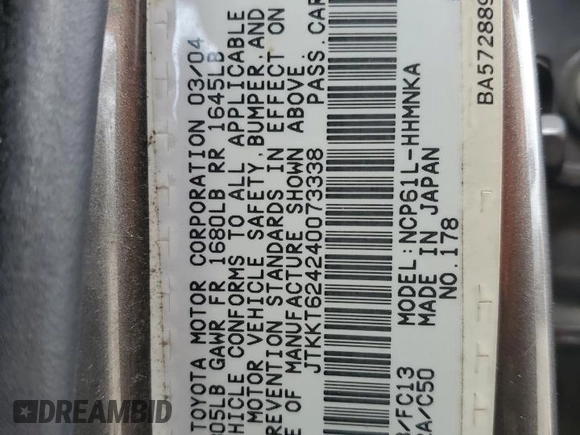 TOYOTA MOTOR CORPORATION 03/04
05LB GAWR FR 1680LB RR 1645LB
HICLE CONFORMS TO ALL APPLICABLE
MOTOR VEHICLE SAFETY, BUMPER, AND
REVENTION STANDARDS IN EFFECT ON
E OF MANUFACTURE SHOWN ABOVE.
JTKKT624240073338 PASS. CAR
/FC13 MODEL:NCP61L-HHMNKA
A/C50 MADE IN JAPAN
NO. 178
BA572889
DREAMBID